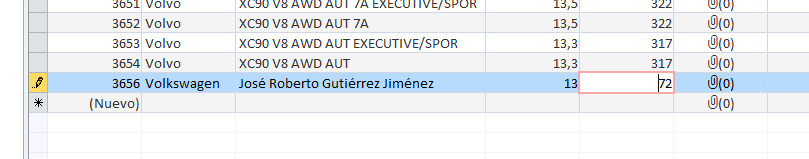 3651 Volvo XC90 V8 AWD AUT 7A EXECUTIVE/SPOR 13,5 322 (0)
3652 Volvo XC90 V8 AWD AUT 7A 13,5 322 (0)
3653 Volvo XC90 V8 AWD AUT EXECUTIVE/SPOR 13,3 317 (0)
3654 Volvo XC90 V8 AWD AUT 13,3 317 (0)
3656 Volkswagen José Roberto Gutiérrez Jiménez 13 72 (0)
(Nuevo) (0)